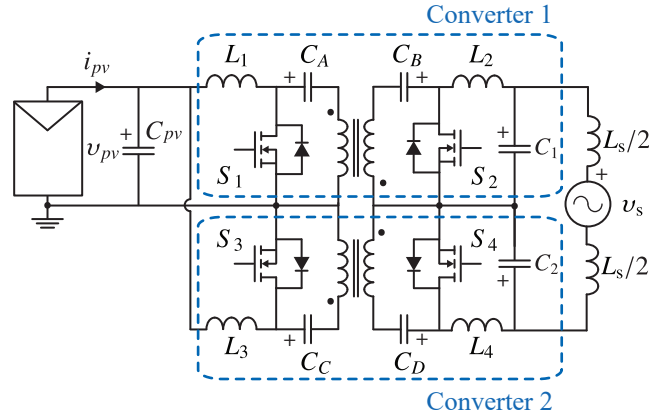 Converter 1
i_pv L_1 C_A C_B L_2
+ + +
C_pv + υ_pv S_1 S_2 + C_1 L_s/2
+ υ_s
S_3 S_4 C_2 + L_s/2
L_3 + C_C + C_D L_4
Converter 2